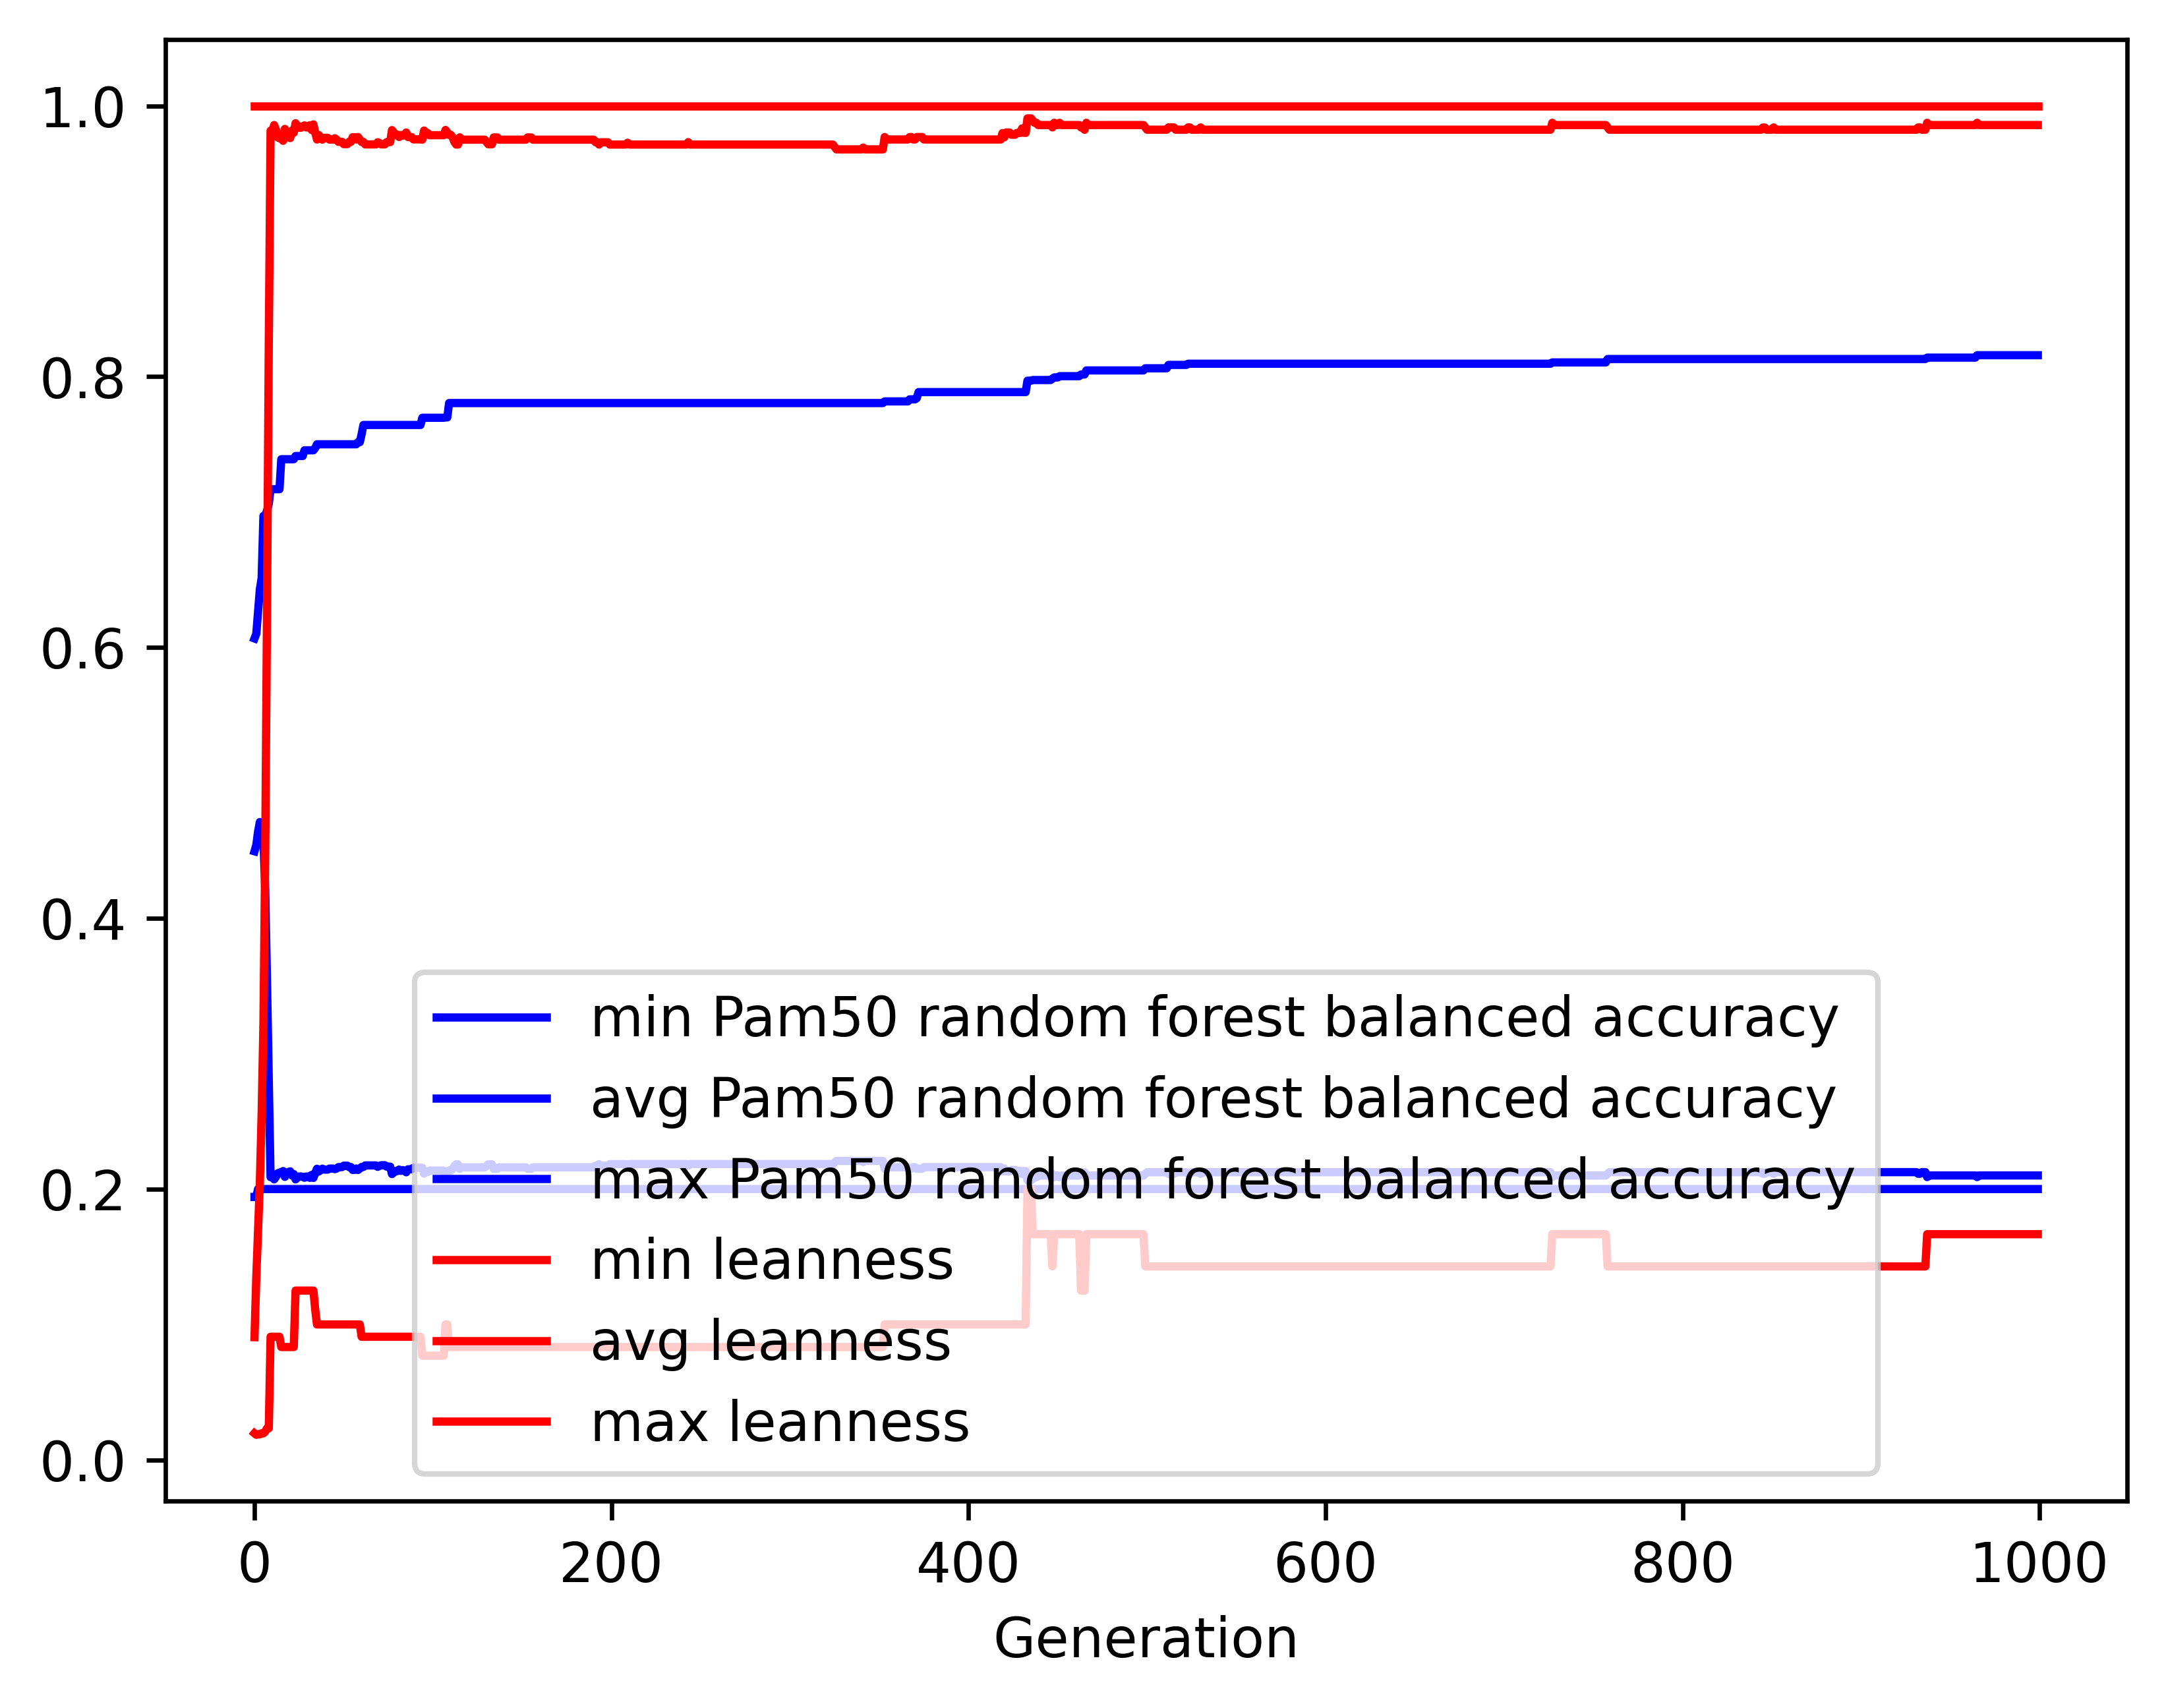 1.0
0.8
0.6
0.4
0.2
0.0
min Pam50 random forest balanced accuracy
avg Pam50 random forest balanced accuracy
max Pam50 random forest balanced accuracy
min leanness
avg leanness
max leanness
0 200 400 600 800 1000
Generation